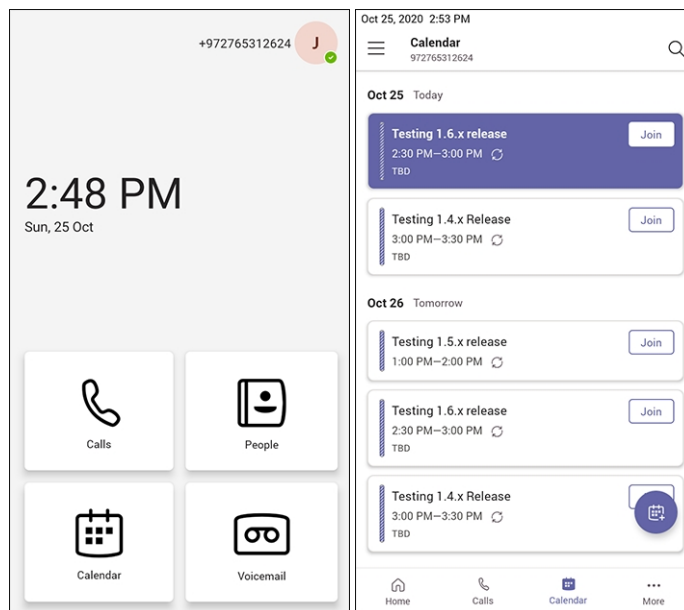 +972765312624
J
2:48 PM
Sun, 25 Oct
Calls
People
Calendar
Voicemail
Oct 25, 2020 2:53 PM
Calendar
972765312624
Oct 25 Today
Testing 1.6.x release
Join
2:30 PM—3:00 PM
TBD
Testing 1.4.x Release
Join
3:00 PM—3:30 PM
TBD
Oct 26 Tomorrow
Testing 1.5.x release
Join
1:00 PM—2:00 PM
Testing 1.6.x release
Join
2:30 PM—3:00 PM
TBD
Testing 1.4.x Release
3:00 PM—3:30 PM
TBD
Home
Calls
Calendar
More